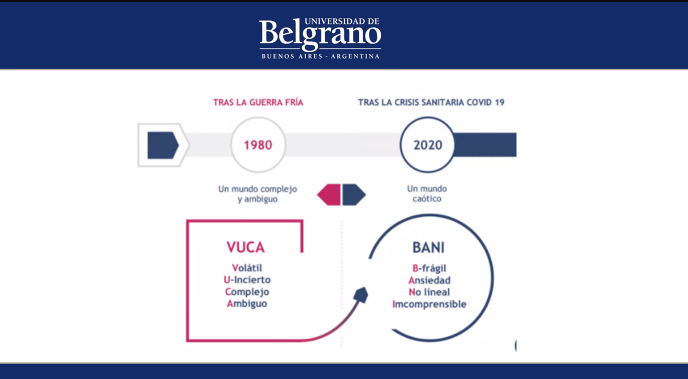 UNIVERSIDAD DE
Belgrano
BUENOS AIRES - ARGENTINA
TRAS LA GUERRA FRÍA
TRAS LA CRISIS SANITARIA COVID 19
1980
2020
Un mundo complejo
y ambiguo
Un mundo
caótico
VUCA
Volátil
U-Incierto
Complejo
Ambiguo
BANI
B-frágil
Ansiedad
No lineal
Imcomprensible